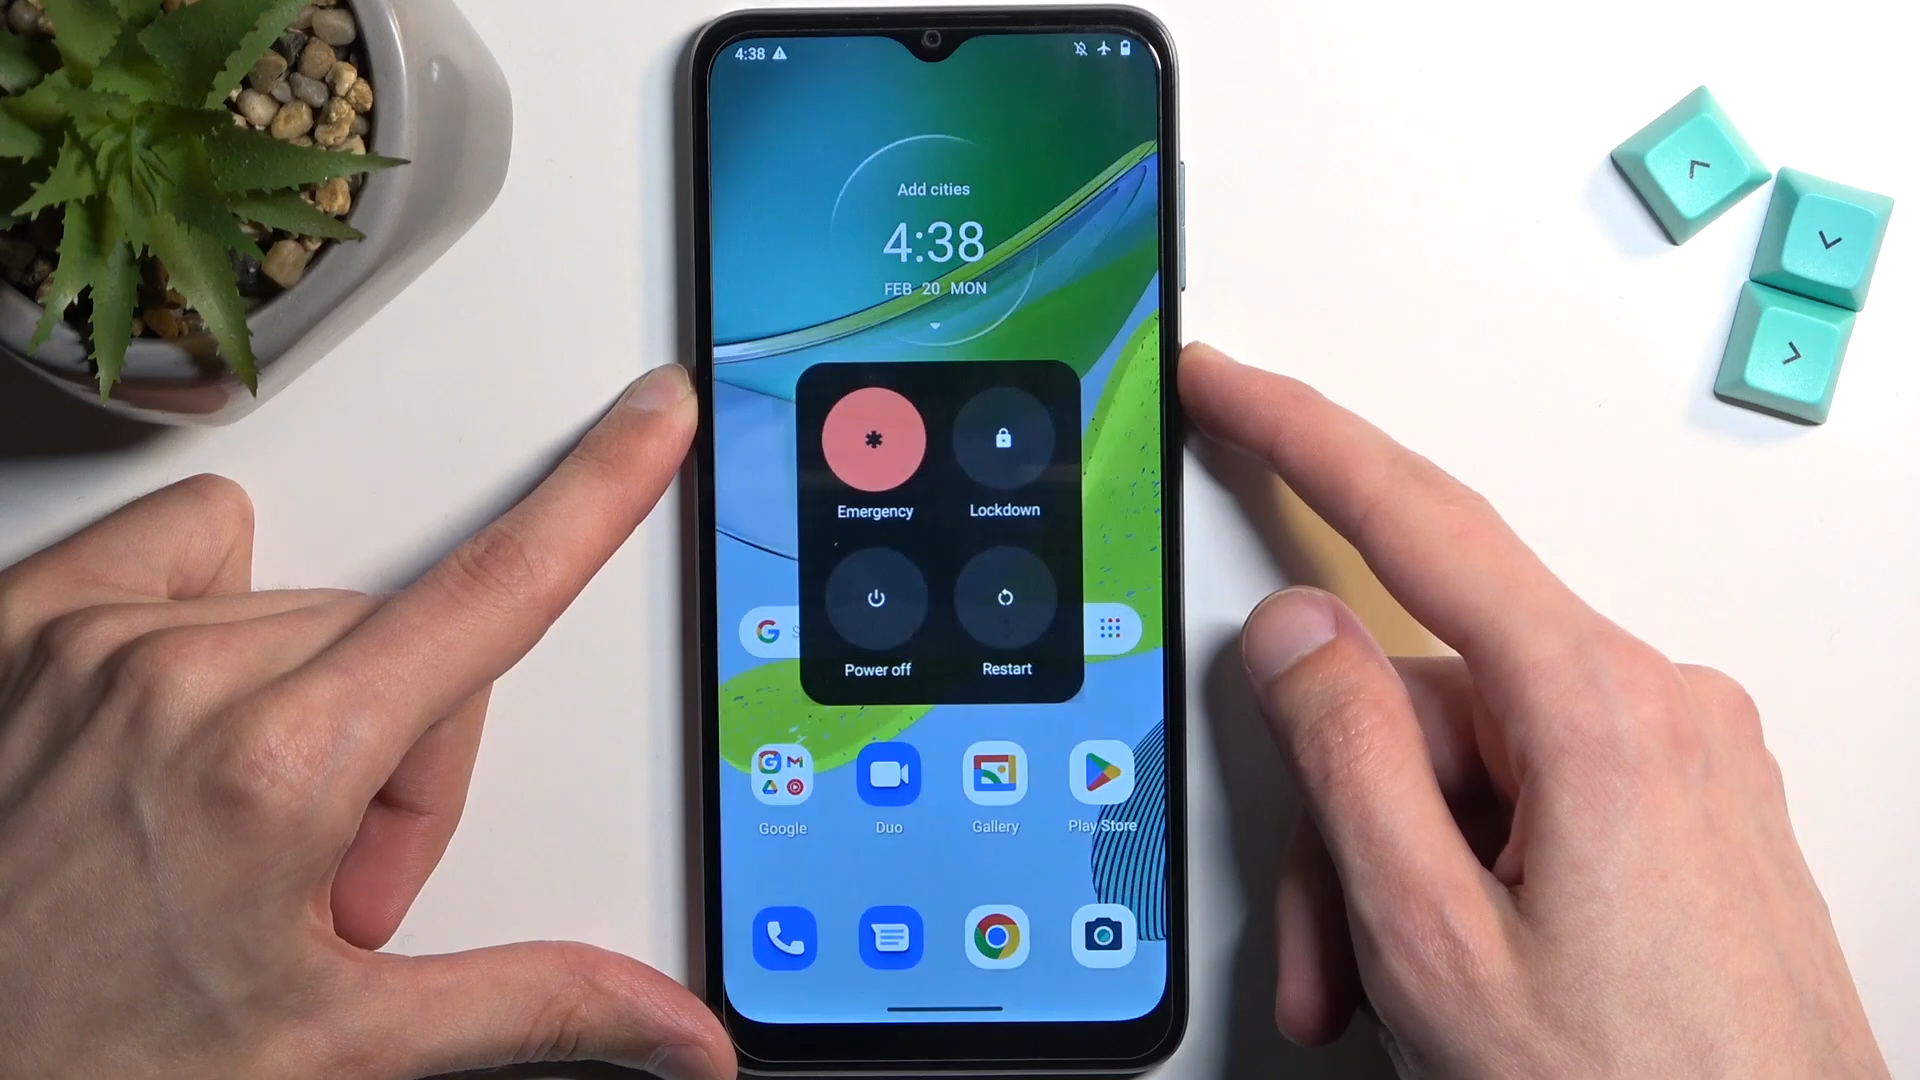 4:38
Add cities
4:38
FEB 20 MON
Emergency
Lockdown
Power off
Restart
G S
Google
Duo
Gallery
Play Store